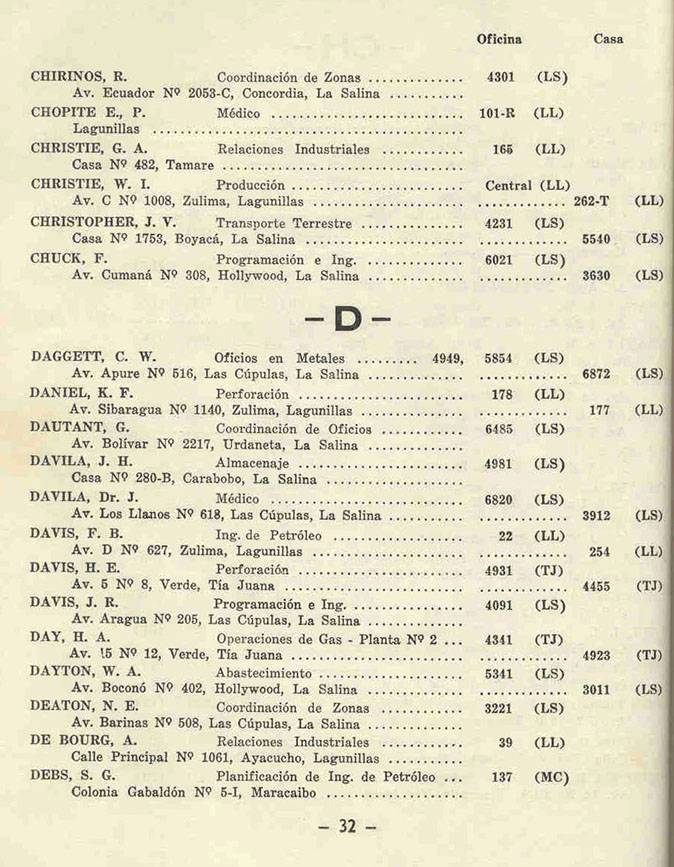 Oficina Casa
CHIRINOS, R. Coordinación de Zonas .............. 4301 (LS)
Av. Ecuador Nº 2053-C, Concordia, La Salina ...........
CHOPITE E., P. Médico ............................ 101-R (LL)
Lagunillas .............................................
CHRISTIE, G. A. Relaciones Industriales ............ 165 (LL)
Casa Nº 482, Tamare ...................................
CHRISTIE, W. I. Producción ......................... Central (LL)
Av. C Nº 1008, Zulima, Lagunillas ...................... ............. 262-T (LL)
CHRISTOPHER, J. V. Transporte Terrestre ............... 4231 (LS)
Casa Nº 1753, Boyacá, La Salina ....................... ............. 5540 (LS)
CHUCK, F. Programación e Ing. .............. 6021 (LS)
Av. Cumaná Nº 308, Hollywood, La Salina .............. ............. 3630 (LS)
– D –
DAGGETT, C. W. Oficios en Metales ......... 4949, 5854 (LS)
Av. Apure Nº 516, Las Cúpulas, La Salina .............. ............. 6872 (LS)
DANIEL, K. F. Perforación ........................ 178 (LL)
Av. Sibaragua Nº 1140, Zulima, Lagunillas ............... ............. 177 (LL)
DAUTANT, G. Coordinación de Oficios ............ 6485 (LS)
Av. Bolívar Nº 2217, Urdaneta, La Salina ..............
DAVILA, J. H. Almacenaje ........................ 4981 (LS)
Casa Nº 280-B, Carabobo, La Salina ....................
DAVILA, Dr. J. Médico ............................ 6820 (LS)
Av. Los Llanos Nº 618, Las Cúpulas, La Salina ........... ............. 3912 (LS)
DAVIS, F. B. Ing. de Petróleo ................... 22 (LL)
Av. D Nº 627, Zulima, Lagunillas ...................... ............. 254 (LL)
DAVIS, H. E. Perforación ........................ 4931 (TJ)
Av. 5 Nº 8, Verde, Tía Juana ........................... ............. 4455 (TJ)
DAVIS, J. R. Programación e Ing. ................ 4091 (LS)
Av. Aragua Nº 205, Las Cúpulas, La Salina ..............
DAY, H. A. Operaciones de Gas - Planta Nº 2 ... 4341 (TJ)
Av. 15 Nº 12, Verde, Tía Juana ......................... ............. 4923 (TJ)
DAYTON, W. A. Abastecimiento ..................... 5341 (LS)
Av. Boconó Nº 402, Hollywood, La Salina .............. ............. 3011 (LS)
DEATON, N. E. Coordinación de Zonas ............ 3221 (LS)
Av. Barinas Nº 508, Las Cúpulas, La Salina ..............
DE BOURG, A. Relaciones Industriales ............ 39 (LL)
Calle Principal Nº 1061, Ayacucho, Lagunillas ...........
DEBS, S. G. Planificación de Ing. de Petróleo ... 137 (MC)
Colonia Gabaldón Nº 5-I, Maracaibo ....................
– 32 –